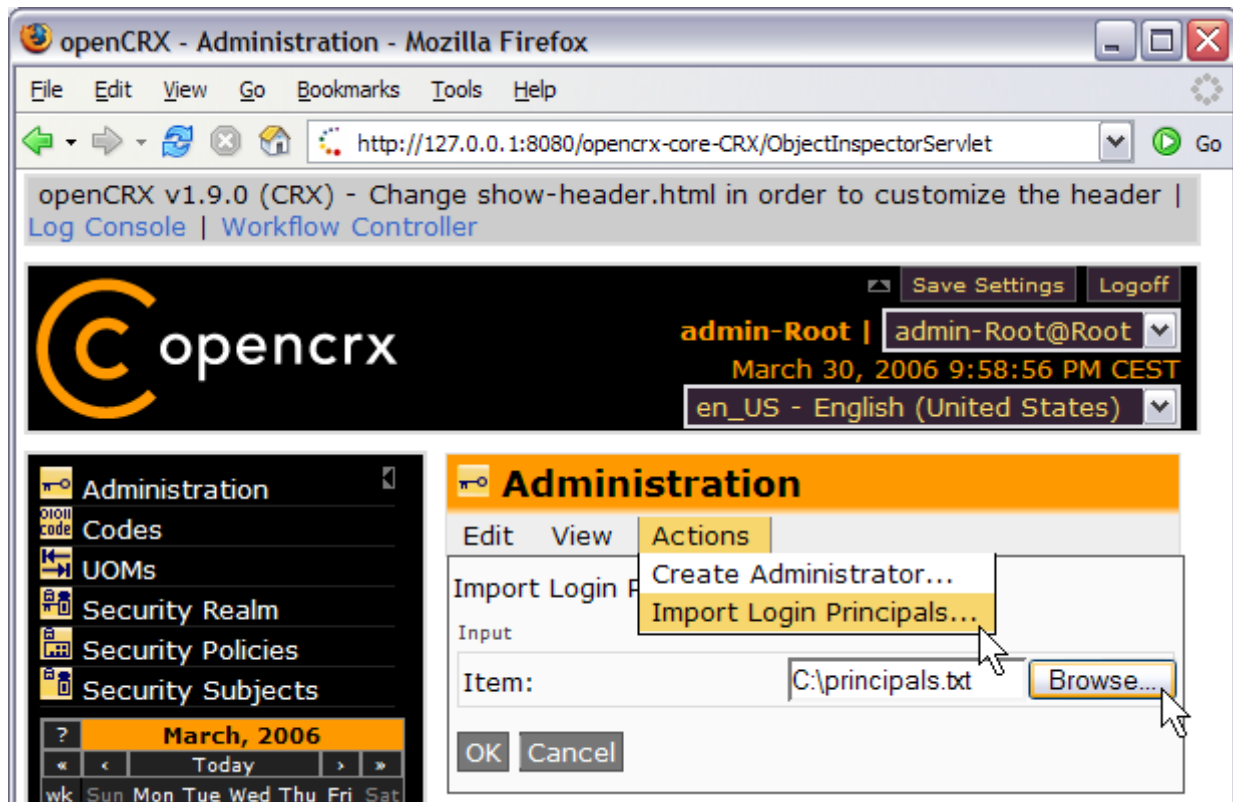 openCRX - Administration - Mozilla Firefox
File Edit View Go Bookmarks Tools Help
http://127.0.0.1:8080/opencrx-core-CRX/ObjectInspectorServlet Go
openCRX v1.9.0 (CRX) - Change show-header.html in order to customize the header |
Log Console | Workflow Controller
Save Settings Logoff
opencrx
admin-Root | admin-Root@Root
March 30, 2006 9:58:56 PM CEST
en_US - English (United States)
Administration
Codes
UOMs
Security Realm
Security Policies
Security Subjects
? March, 2006
« ‹ Today › »
wk Sun Mon Tue Wed Thu Fri Sat
Administration
Edit View Actions
Create Administrator...
Import Login Principals...
Import Login
Input
Item: C:\principals.txt Browse...
OK Cancel